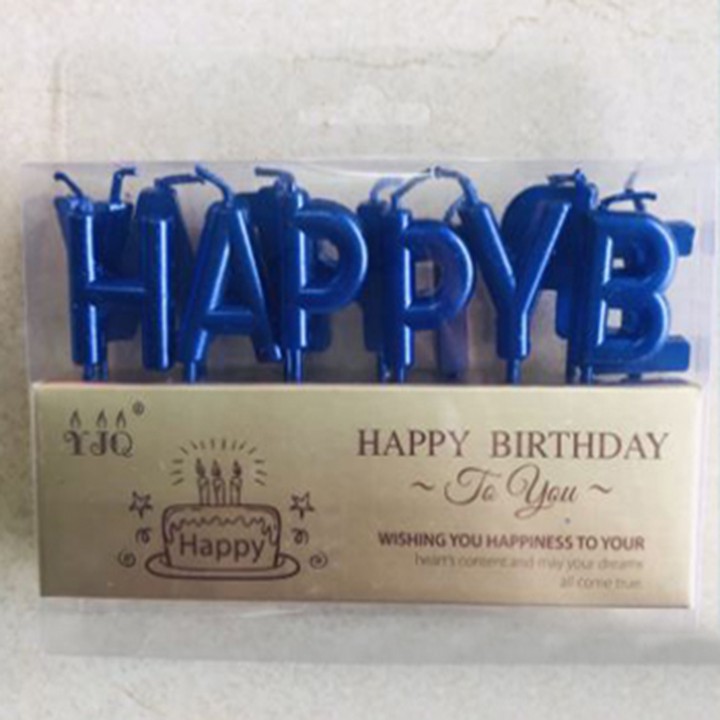 HAPPYB
YJQ®
Happy
HAPPY BIRTHDAY
~ To You ~
WISHING YOU HAPPINESS TO YOUR
heart's content and may your dreams
all come true.